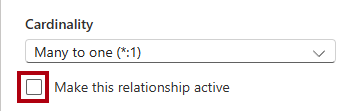 Cardinality
Many to one (*:1)
Make this relationship active